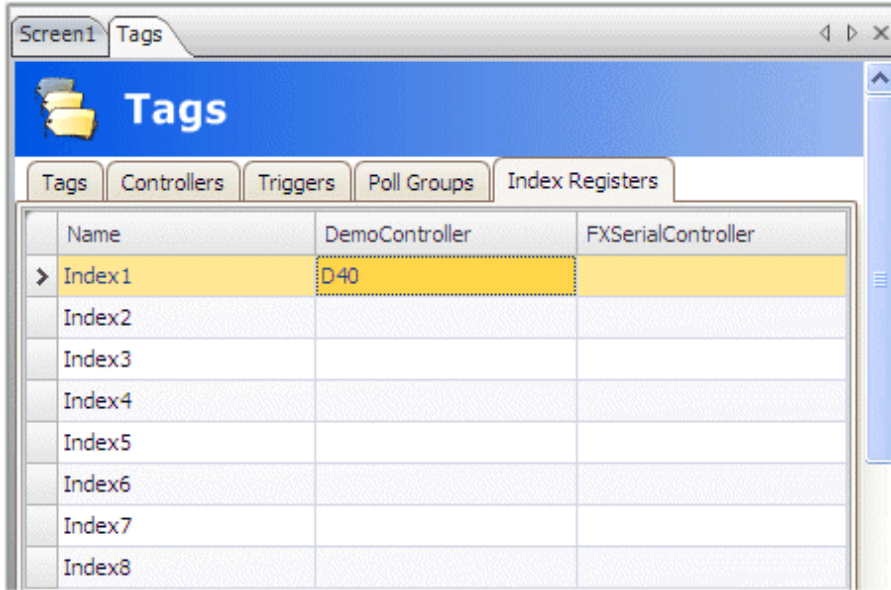 Screen1 Tags
Tags
Tags Controllers Triggers Poll Groups Index Registers
Name DemoController FXSerialController
Index1 D40
Index2
Index3
Index4
Index5
Index6
Index7
Index8